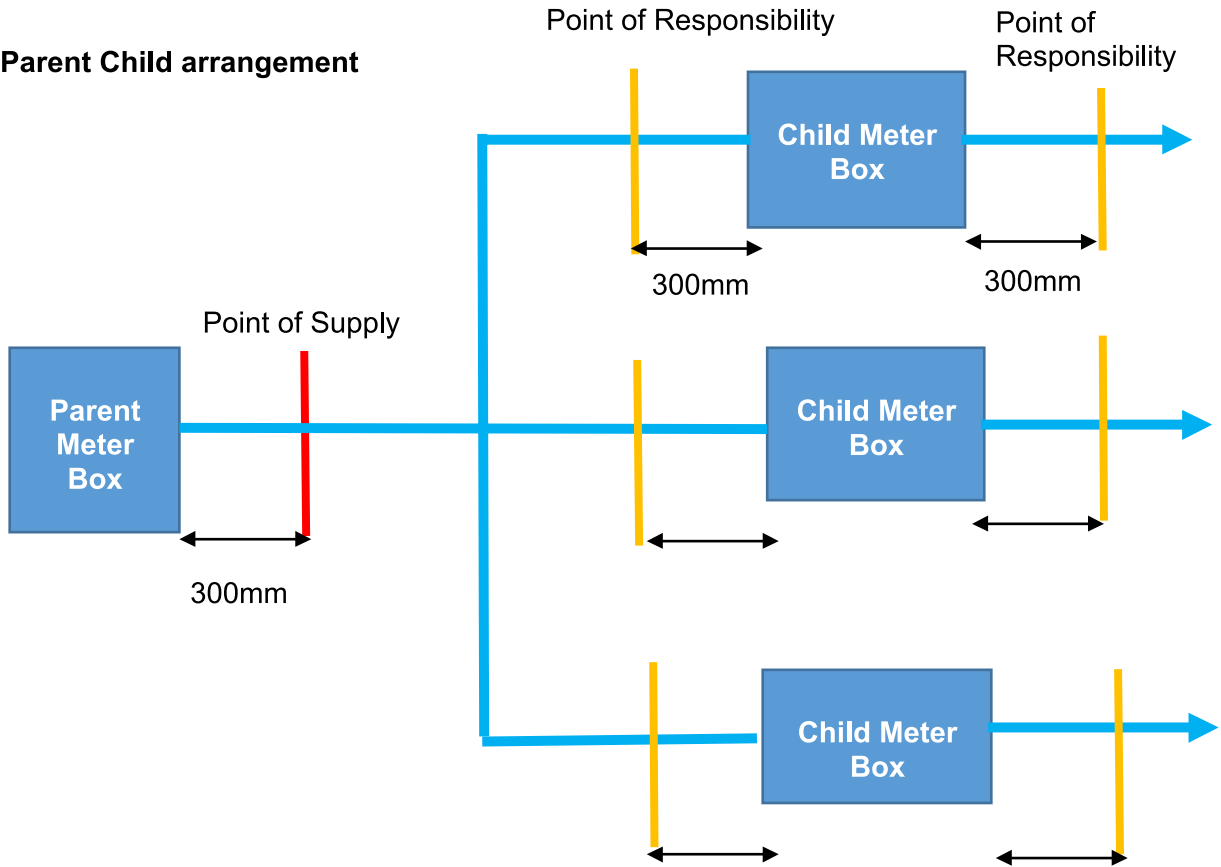 Parent Child arrangement
Point of Responsibility
Point of
Responsibility
Child Meter
Box
300mm
300mm
Point of Supply
Parent
Meter
Box
300mm
Child Meter
Box
Child Meter
Box